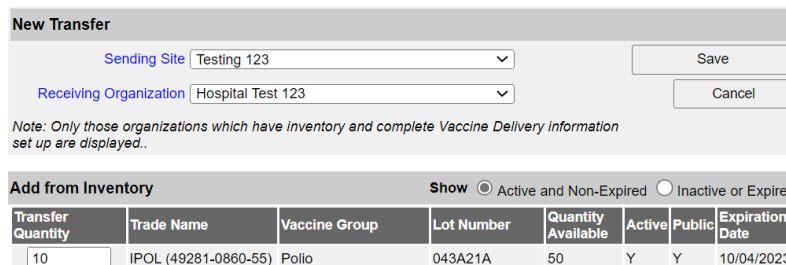 New Transfer
Sending Site Testing 123 Save
Receiving Organization Hospital Test 123 Cancel
Note: Only those organizations which have inventory and complete Vaccine Delivery information
set up are displayed..
Add from Inventory Show Active and Non-Expired Inactive or Expire
Transfer Quantity Trade Name Vaccine Group Lot Number Quantity Available Active Public Expiration Date
10 IPOL (49281-0860-55) Polio 043A21A 50 Y Y 10/04/2023